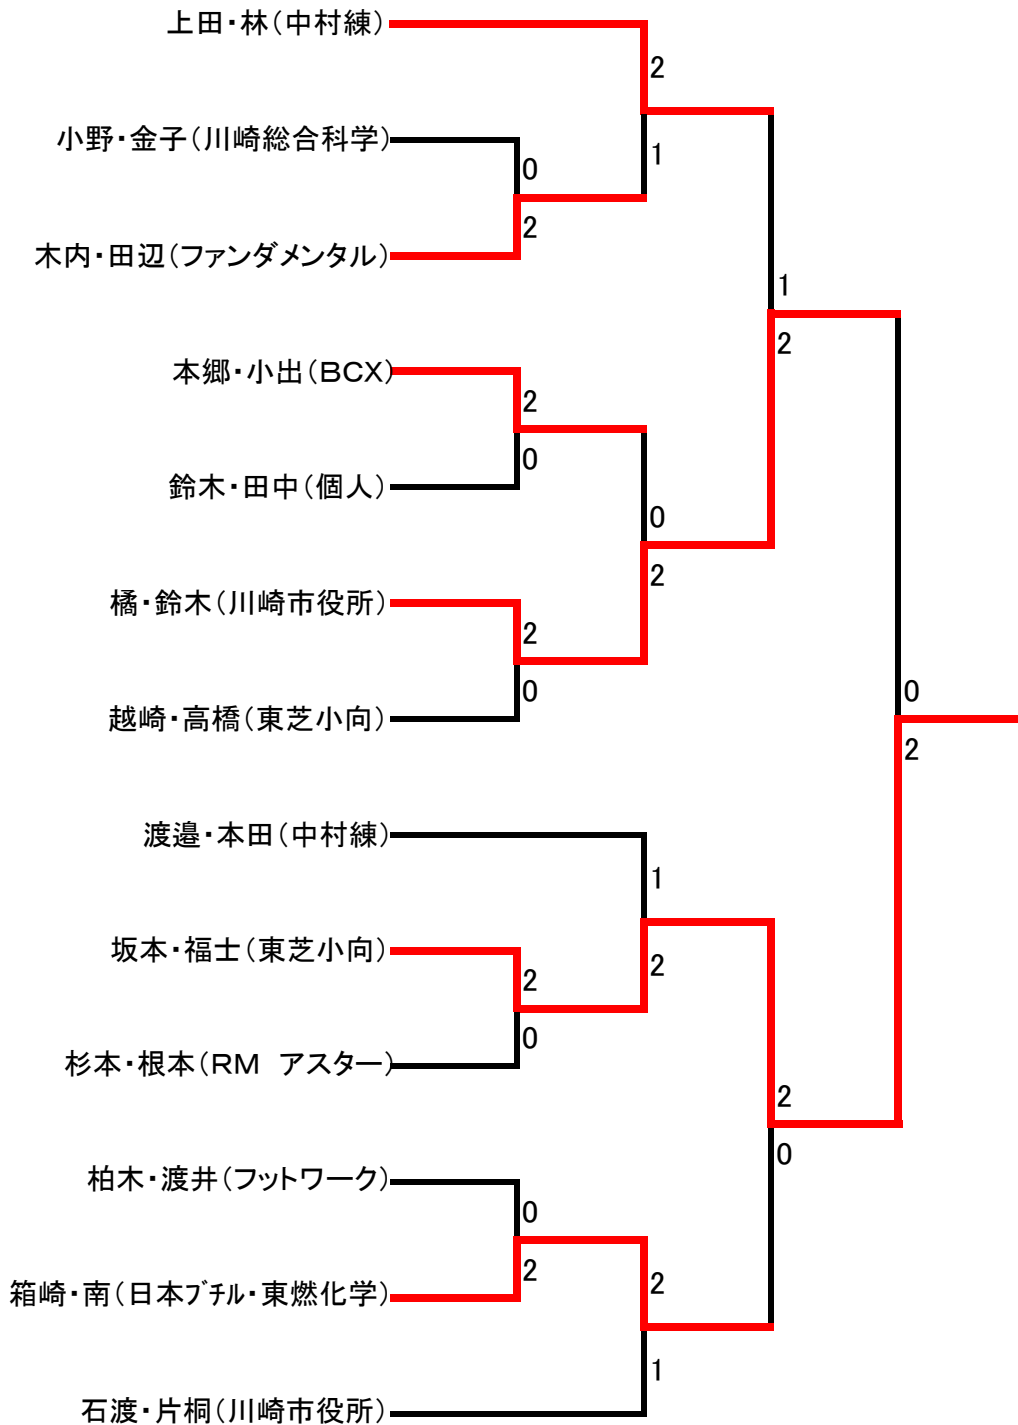 上田・林(中村練)
2
小野・金子(川崎総合科学)
1
0
2
木内・田辺(ファンダメンタル)
1
2
本郷・小出(BCX)
2
0
鈴木・田中(個人)
0
2
橘・鈴木(川崎市役所)
2
0
越崎・高橋(東芝小向)
0
2
渡邉・本田(中村練)
1
坂本・福士(東芝小向)
2
2
0
杉本・根本(RM アスター)
2
0
柏木・渡井(フットワーク)
0
2
箱崎・南(日本ブチル・東燃化学)
2
1
石渡・片桐(川崎市役所)